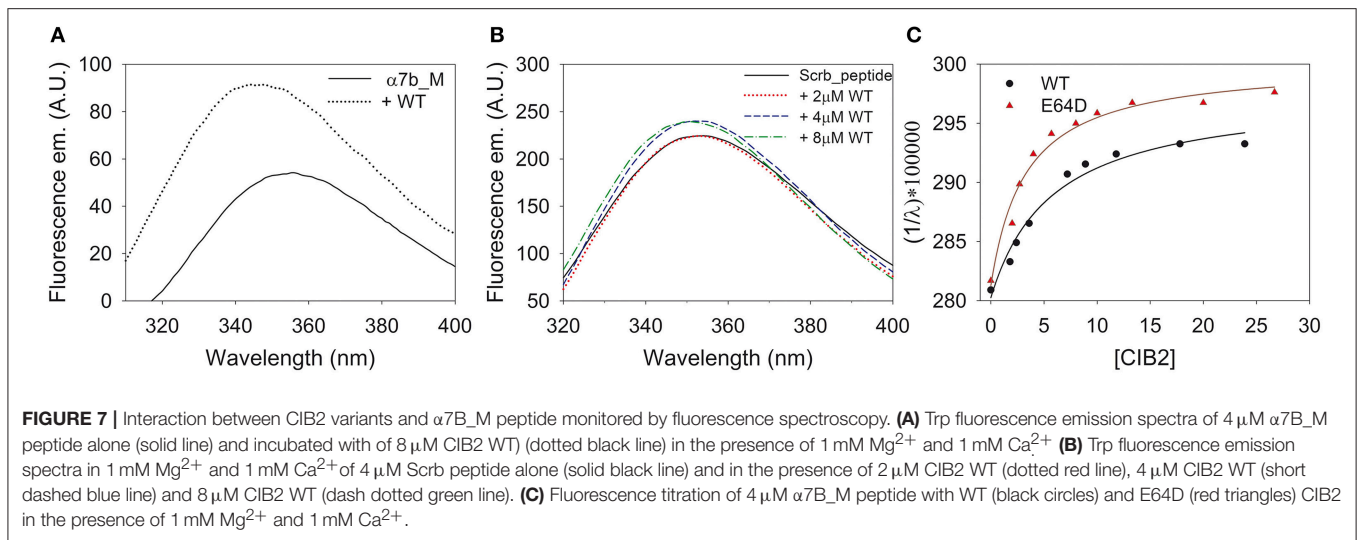 A
B
C
Fluorescence em. (A.U.)
100
80
60
40
20
0
320
340
360
380
400
Wavelength (nm)
α7b_M
+ WT
Fluorescence em. (A.U.)
300
250
200
150
100
50
320
340
360
380
400
Wavelength (nm)
Scrb_peptide
+ 2μM WT
+ 4μM WT
+ 8μM WT
(1/λ)*100000
300
295
290
285
280
0
5
10
15
20
25
30
[CIB2]
WT
E64D
FIGURE 7 | Interaction between CIB2 variants and α7B_M peptide monitored by fluorescence spectroscopy. (A) Trp fluorescence emission spectra of 4 μM α7B_M
peptide alone (solid line) and incubated with of 8 μM CIB2 WT) (dotted black line) in the presence of 1 mM Mg2+ and 1 mM Ca2+. (B) Trp fluorescence emission
spectra in 1 mM Mg2+ and 1 mM Ca2+of 4 μM Scrb peptide alone (solid black line) and in the presence of 2 μM CIB2 WT (dotted red line), 4 μM CIB2 WT (short
dashed blue line) and 8 μM CIB2 WT (dash dotted green line). (C) Fluorescence titration of 4 μM α7B_M peptide with WT (black circles) and E64D (red triangles) CIB2
in the presence of 1 mM Mg2+ and 1 mM Ca2+.